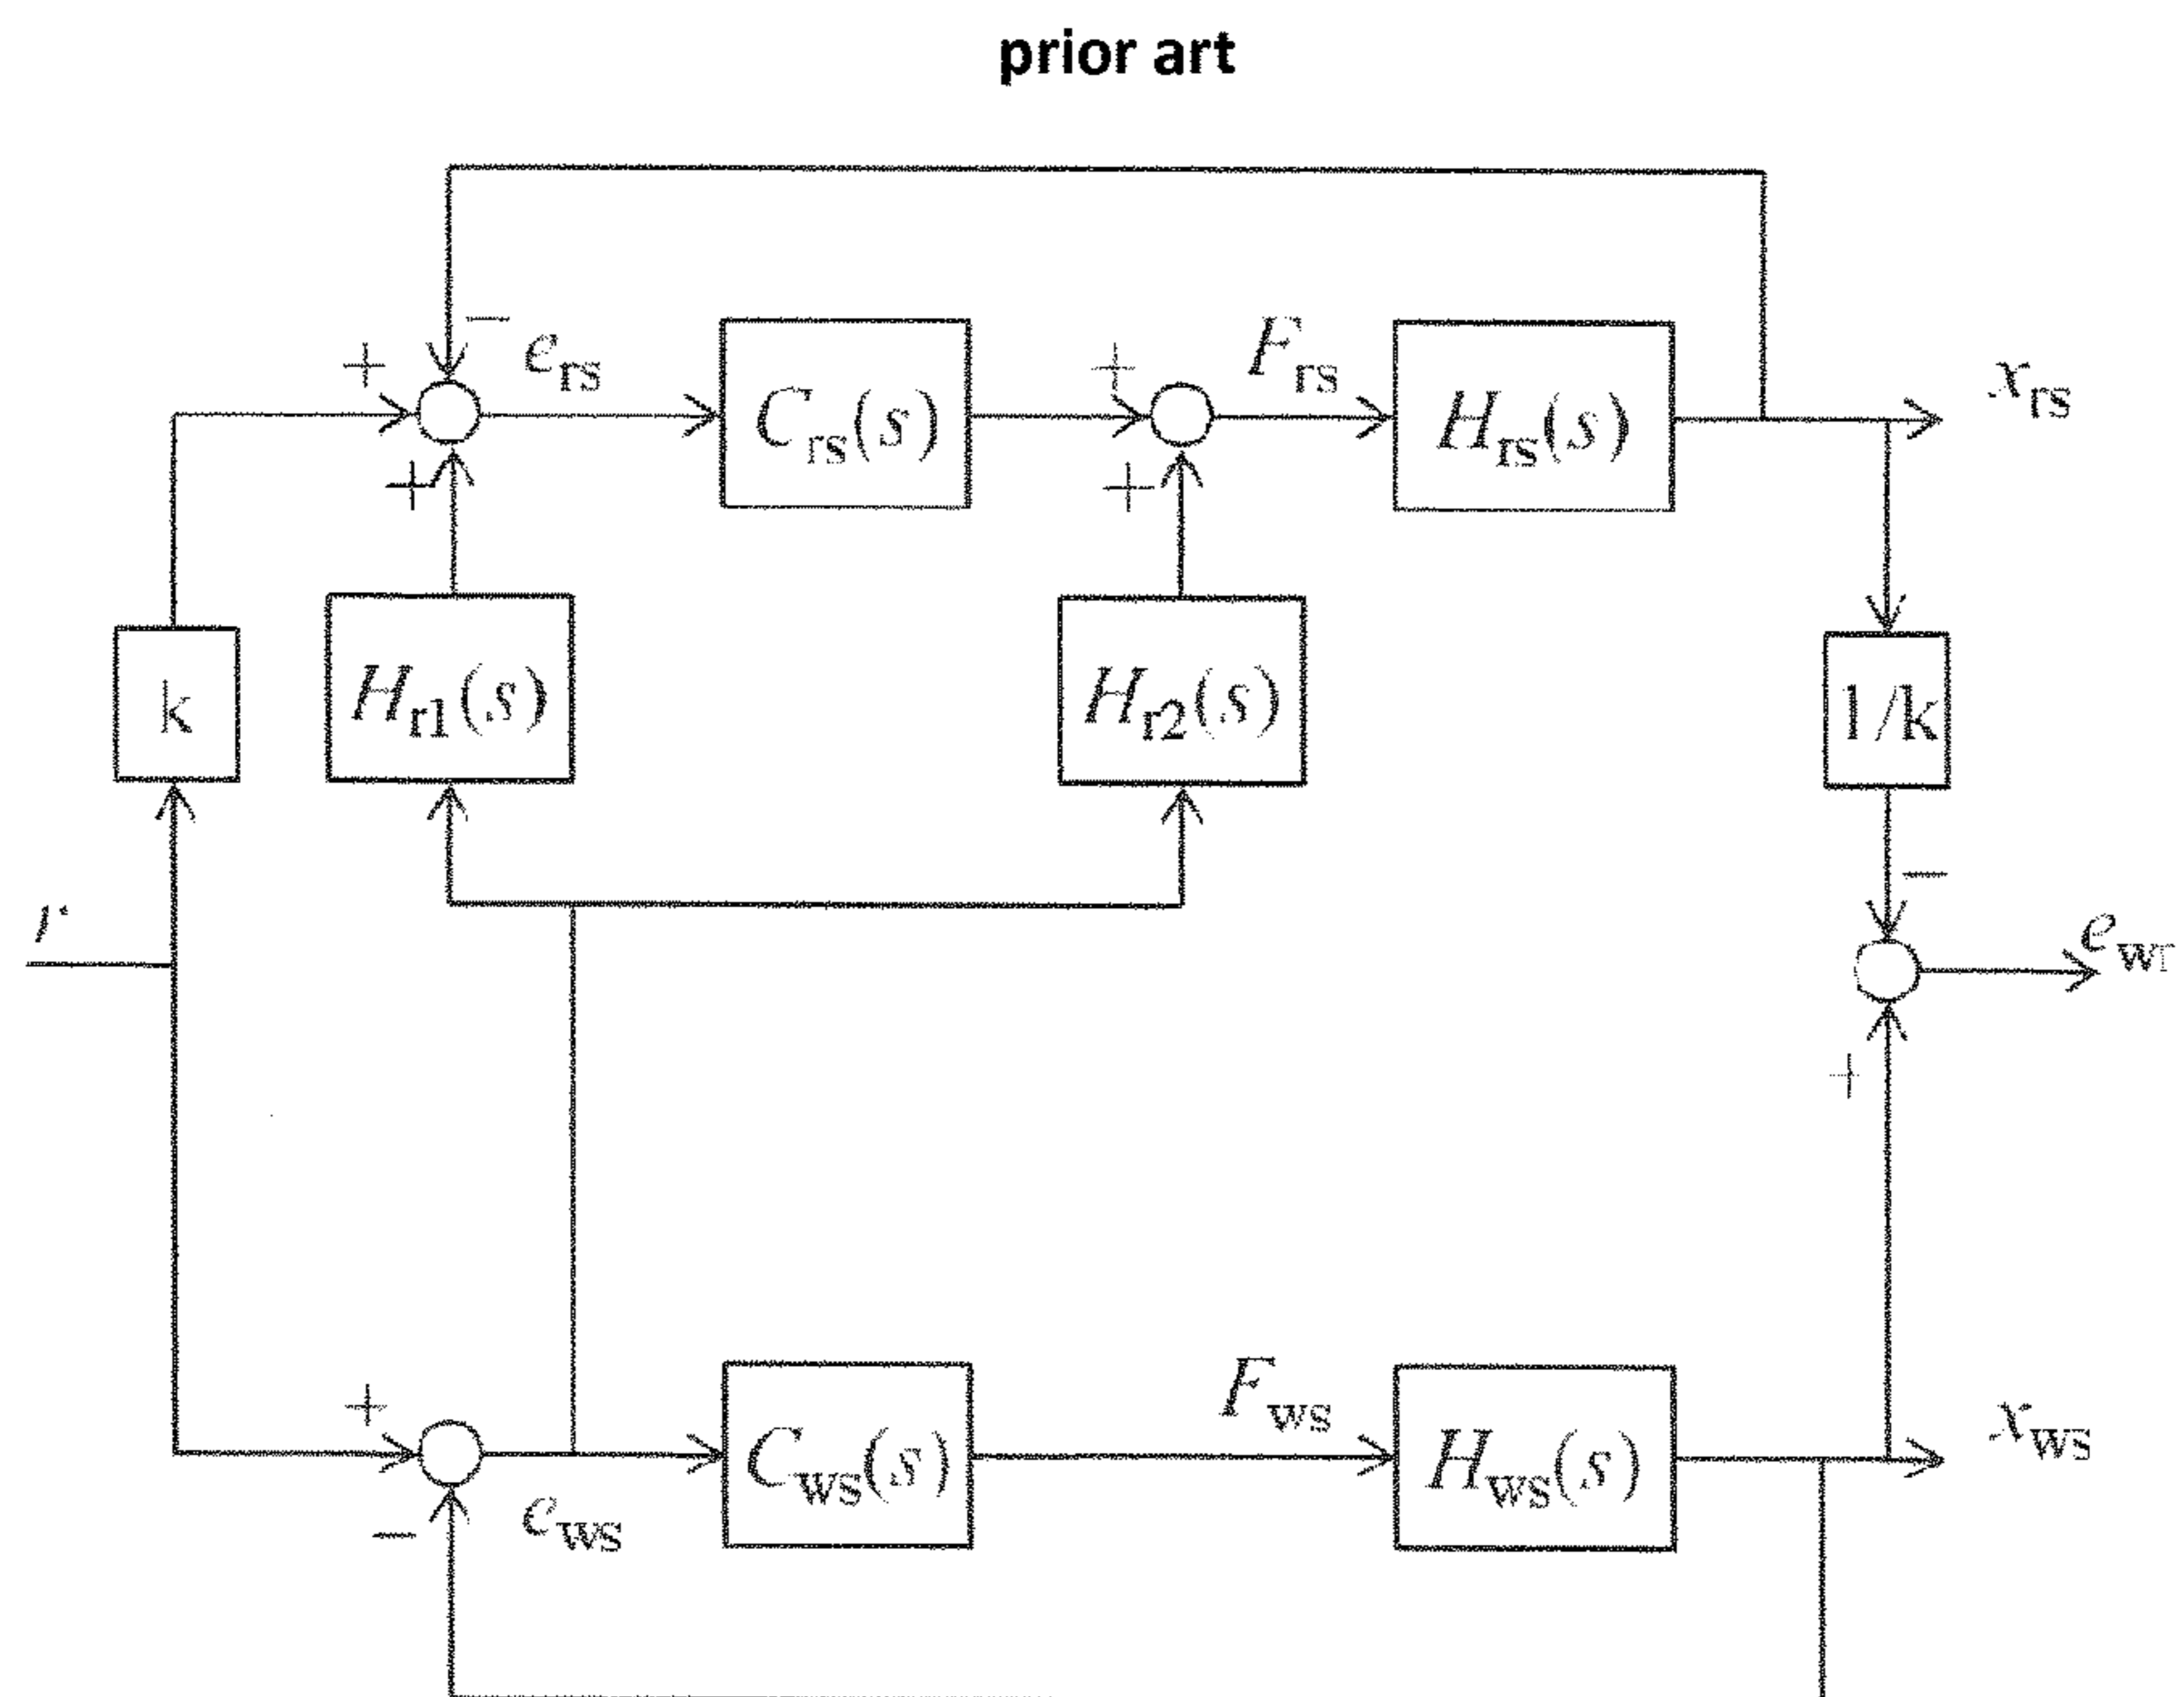 prior art
−
e_rs
+
C_rs(s)
+
F_rs
H_rs(s)
x_rs
+
+
k
H_r1(s)
H_r2(s)
1/k
−
r
e_wr
+
+
F_ws
x_ws
C_ws(s)
H_ws(s)
−
e_ws